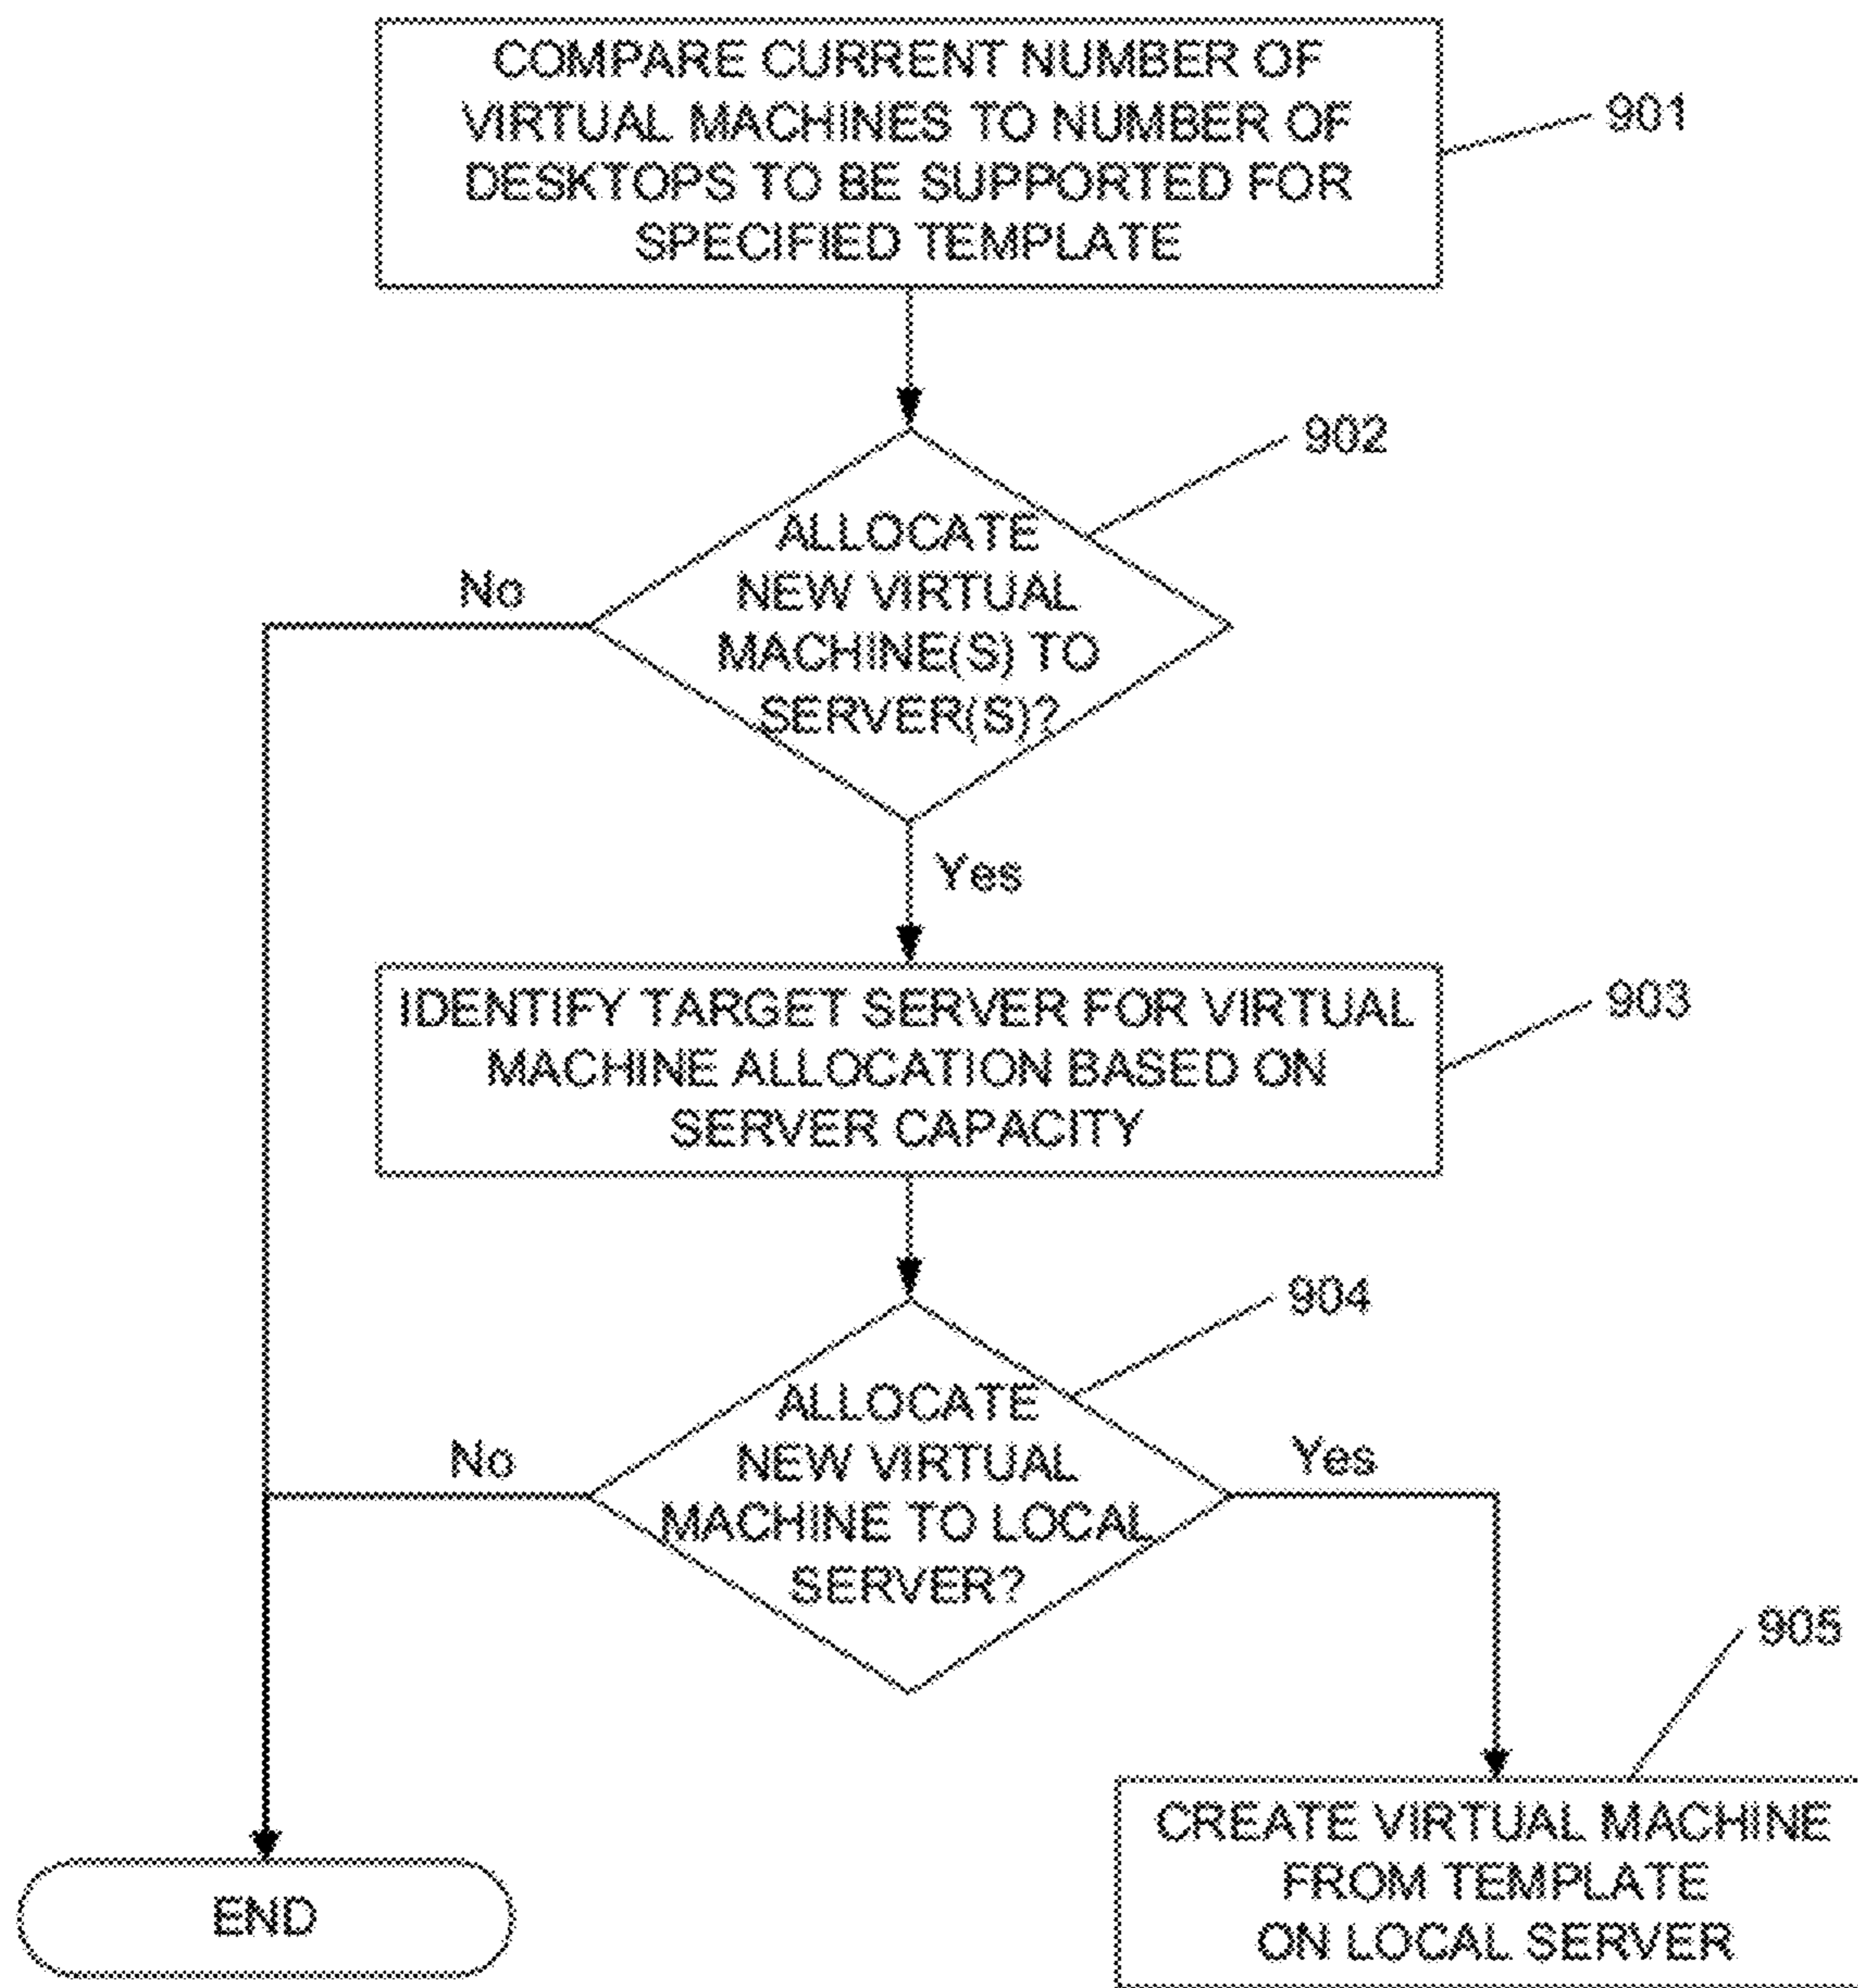 COMPARE CURRENT NUMBER OF
VIRTUAL MACHINES TO NUMBER OF
DESKTOPS TO BE SUPPORTED FOR
SPECIFIED TEMPLATE
901
902
ALLOCATE
NEW VIRTUAL
MACHINE(S) TO
SERVER(S)?
No
Yes
IDENTIFY TARGET SERVER FOR VIRTUAL
MACHINE ALLOCATION BASED ON
SERVER CAPACITY
903
904
ALLOCATE
NEW VIRTUAL
MACHINE TO LOCAL
SERVER?
No
Yes
905
CREATE VIRTUAL MACHINE
FROM TEMPLATE
ON LOCAL SERVER
END